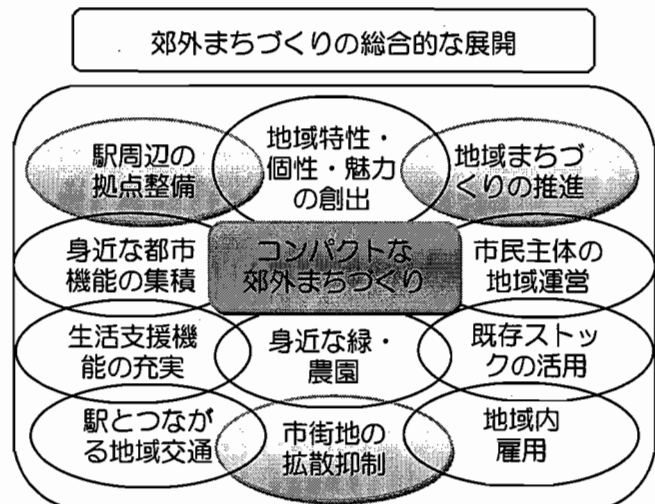 郊外まちづくりの総合的な展開
駅周辺の
拠点整備
地域特性・
個性・魅力
の創出
地域まちづ
くりの推進
身近な都市
機能の集積
コンパクトな
郊外まちづくり
市民主体の
地域運営
生活支援機
能の充実
身近な緑・
農園
既存ストッ
クの活用
駅とつなが
る地域交通
市街地の
拡散抑制
地域内
雇用